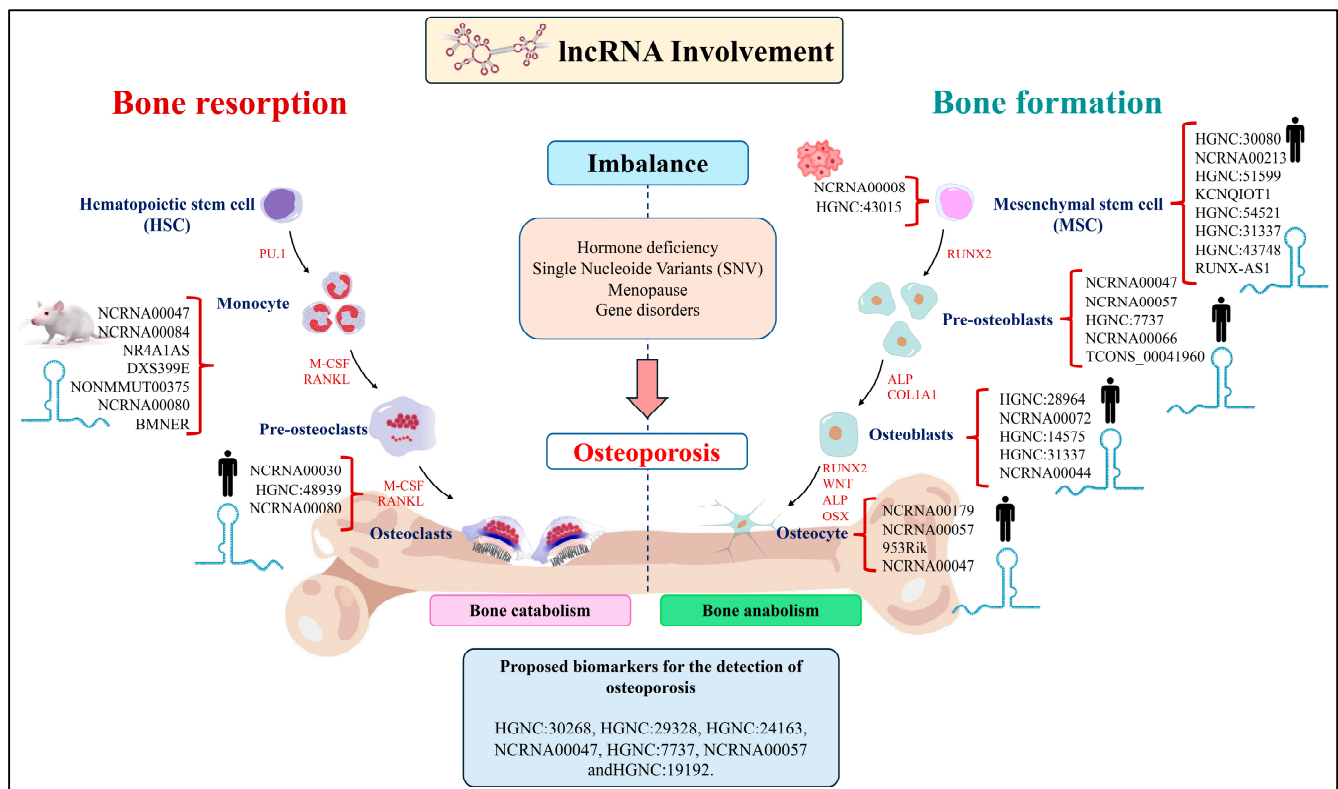 lncRNA Involvement
Bone resorption
Bone formation
Imbalance
Hormone deficiency
Single Nucleoide Variants (SNV)
Menopause
Gene disorders
Osteoporosis
Hematopoietic stem cell
(HSC)
PU.1
Monocyte
NCRNA00047
NCRNA00084
NR4A1AS
DXS399E
NONMMUT00375
NCRNA00080
BMNER
M-CSF
RANKL
Pre-osteoclasts
NCRNA00030
HGNC:48939
NCRNA00080
M-CSF
RANKL
Osteoclasts
NCRNA00008
HGNC:43015
Mesenchymal stem cell
(MSC)
HGNC:30080
NCRNA00213
HGNC:51599
KCNQIOT1
HGNC:54521
HGNC:31337
HGNC:43748
RUNX-AS1
RUNX2
Pre-osteoblasts
NCRNA00047
NCRNA00057
HGNC:7737
NCRNA00066
TCONS_00041960
ALP
COL1A1
Osteoblasts
HGNC:28964
NCRNA00072
HGNC:14575
HGNC:31337
NCRNA00044
RUNX2
WNT
ALP
OSX
Osteocyte
NCRNA00179
NCRNA00057
953Rik
NCRNA00047
Bone catabolism
Bone anabolism
Proposed biomarkers for the detection of
osteoporosis
HGNC:30268, HGNC:29328, HGNC:24163,
NCRNA00047, HGNC:7737, NCRNA00057
andHGNC:19192.